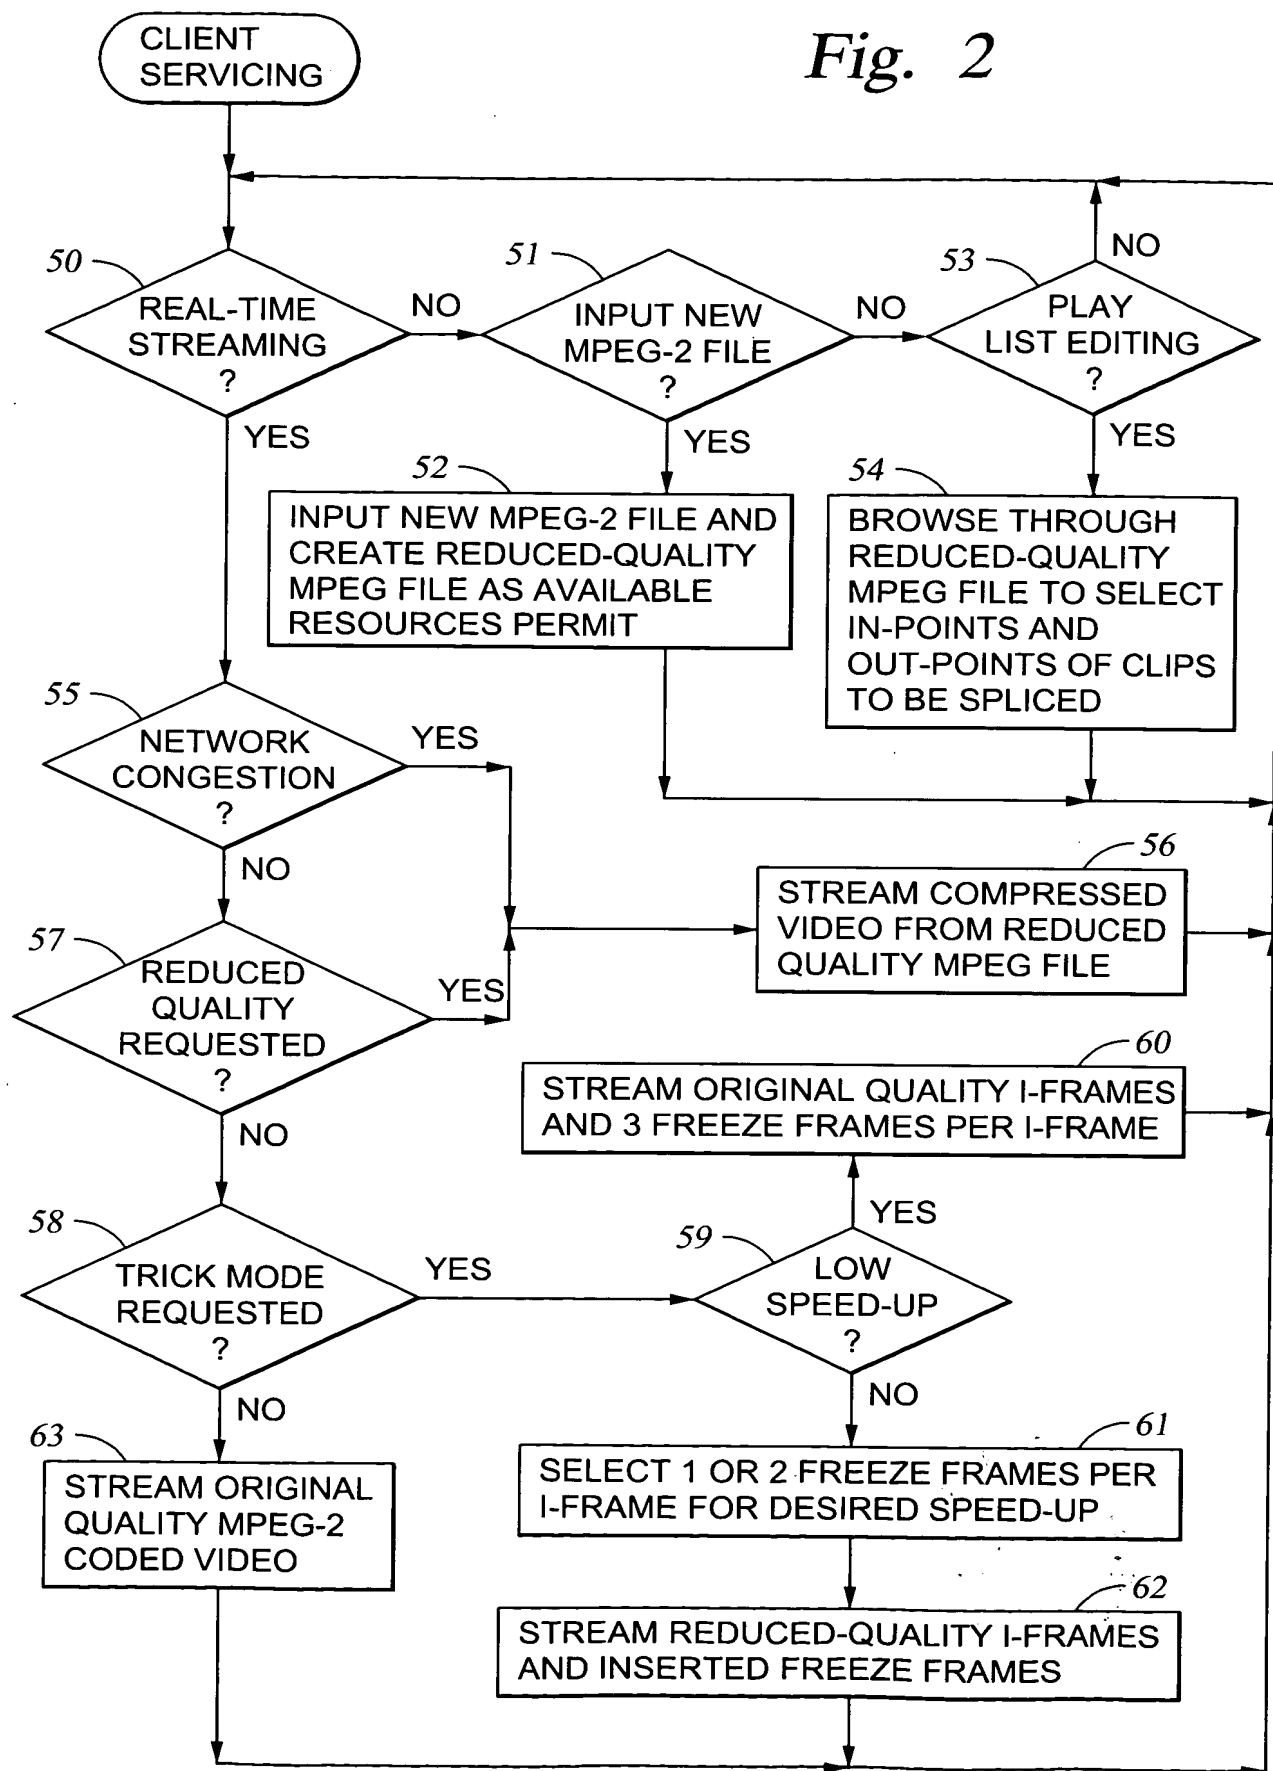 CLIENT
SERVICING
Fig. 2
50
REAL-TIME
STREAMING
?
NO
YES
51
INPUT NEW
MPEG-2 FILE
?
NO
YES
53
PLAY
LIST EDITING
?
NO
YES
52
INPUT NEW MPEG-2 FILE AND
CREATE REDUCED-QUALITY
MPEG FILE AS AVAILABLE
RESOURCES PERMIT
54
BROWSE THROUGH
REDUCED-QUALITY
MPEG FILE TO SELECT
IN-POINTS AND
OUT-POINTS OF CLIPS
TO BE SPLICED
55
NETWORK
CONGESTION
?
YES
NO
56
STREAM COMPRESSED
VIDEO FROM REDUCED
QUALITY MPEG FILE
57
REDUCED
QUALITY
REQUESTED
?
YES
NO
60
STREAM ORIGINAL QUALITY I-FRAMES
AND 3 FREEZE FRAMES PER I-FRAME
58
TRICK MODE
REQUESTED
?
YES
NO
59
LOW
SPEED-UP
?
YES
NO
61
SELECT 1 OR 2 FREEZE FRAMES PER
I-FRAME FOR DESIRED SPEED-UP
63
STREAM ORIGINAL
QUALITY MPEG-2
CODED VIDEO
62
STREAM REDUCED-QUALITY I-FRAMES
AND INSERTED FREEZE FRAMES